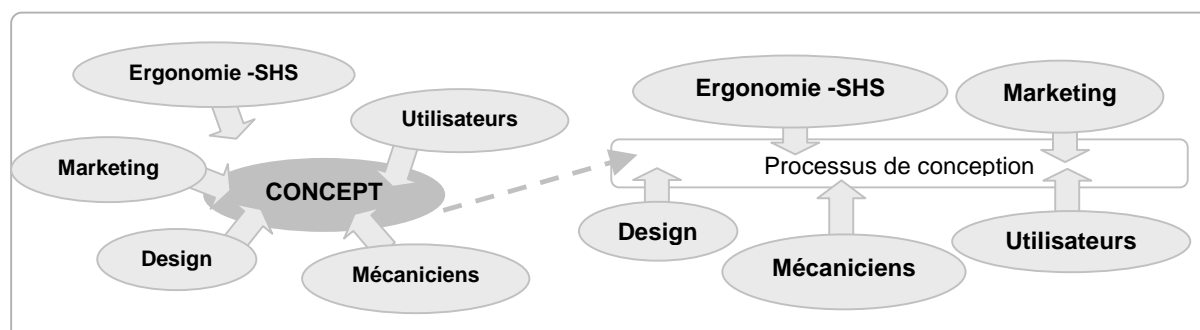 Ergonomie -SHS
Utilisateurs
Marketing
CONCEPT
Design
Mécaniciens
Ergonomie -SHS
Marketing
Processus de conception
Design
Mécaniciens
Utilisateurs